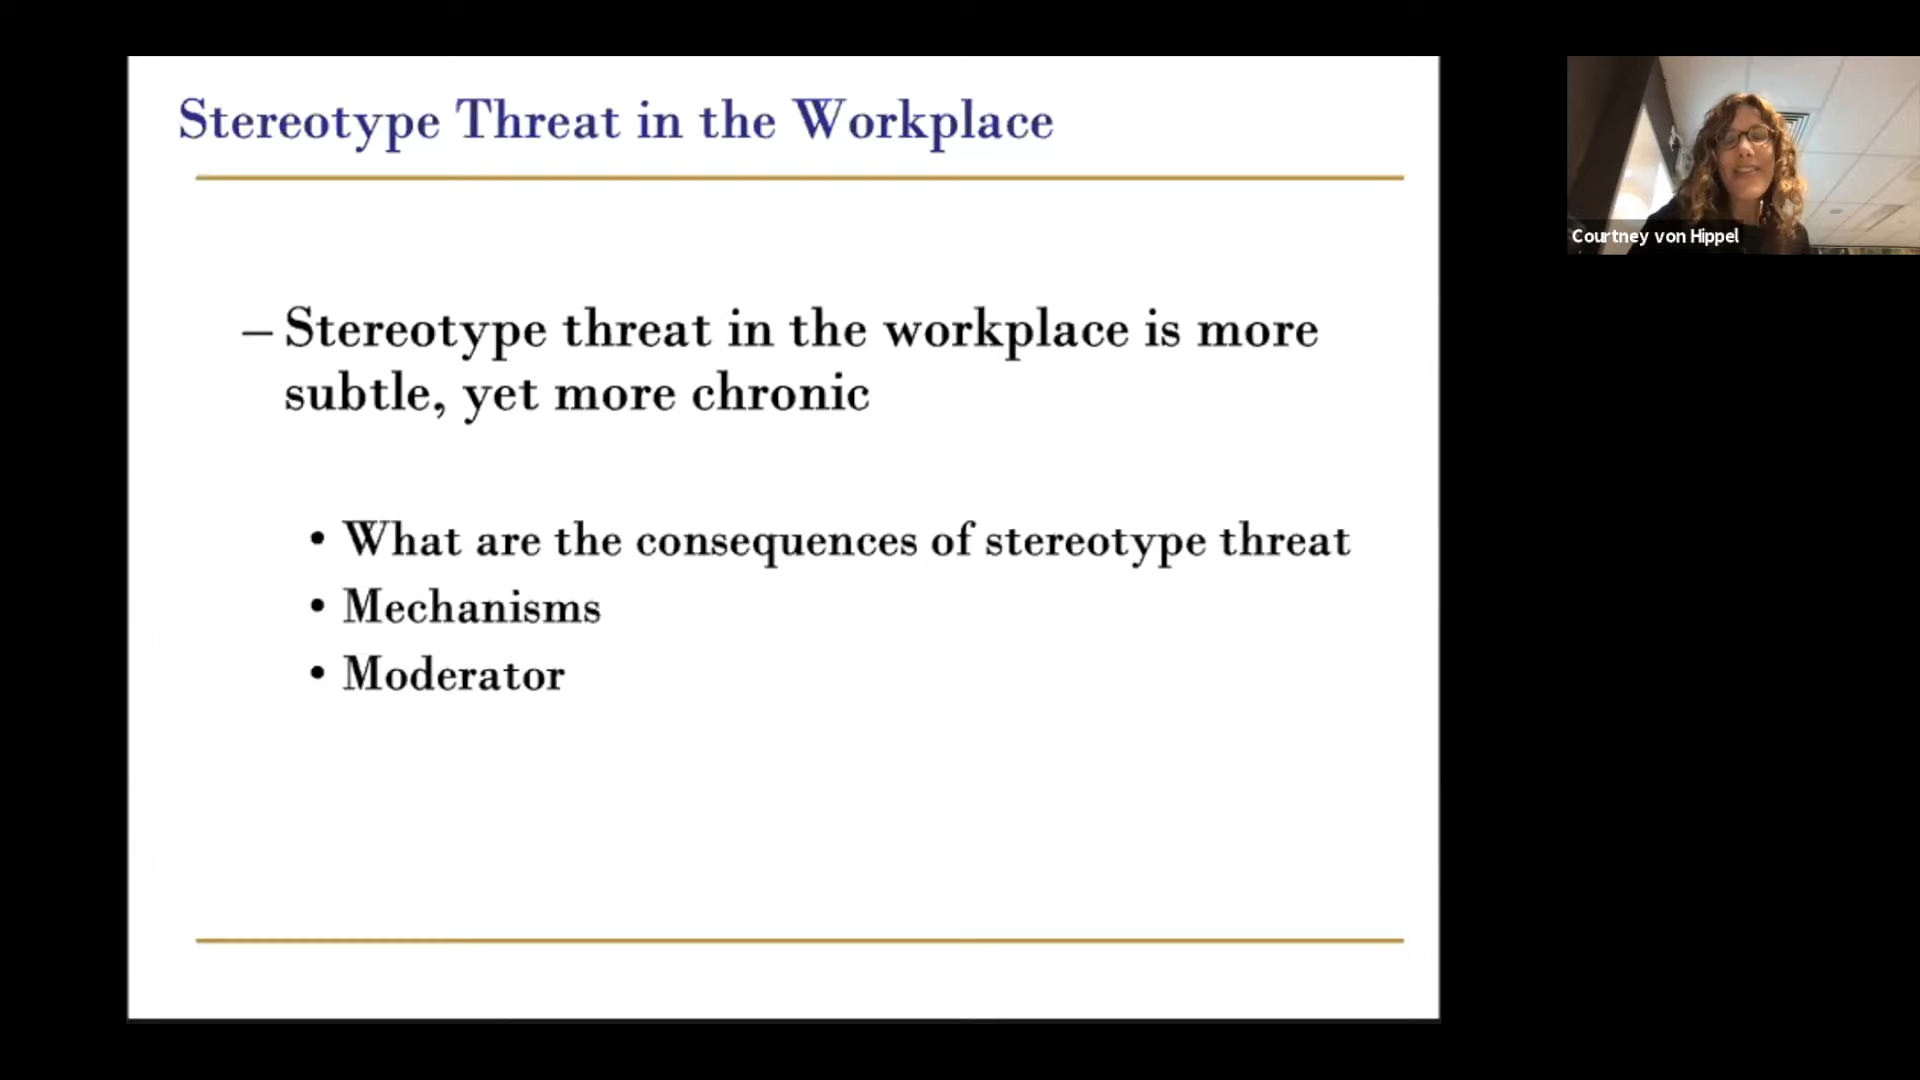 Stereotype Threat in the Workplace
– Stereotype threat in the workplace is more
subtle, yet more chronic
• What are the consequences of stereotype threat
• Mechanisms
• Moderator
Courtney von Hippel